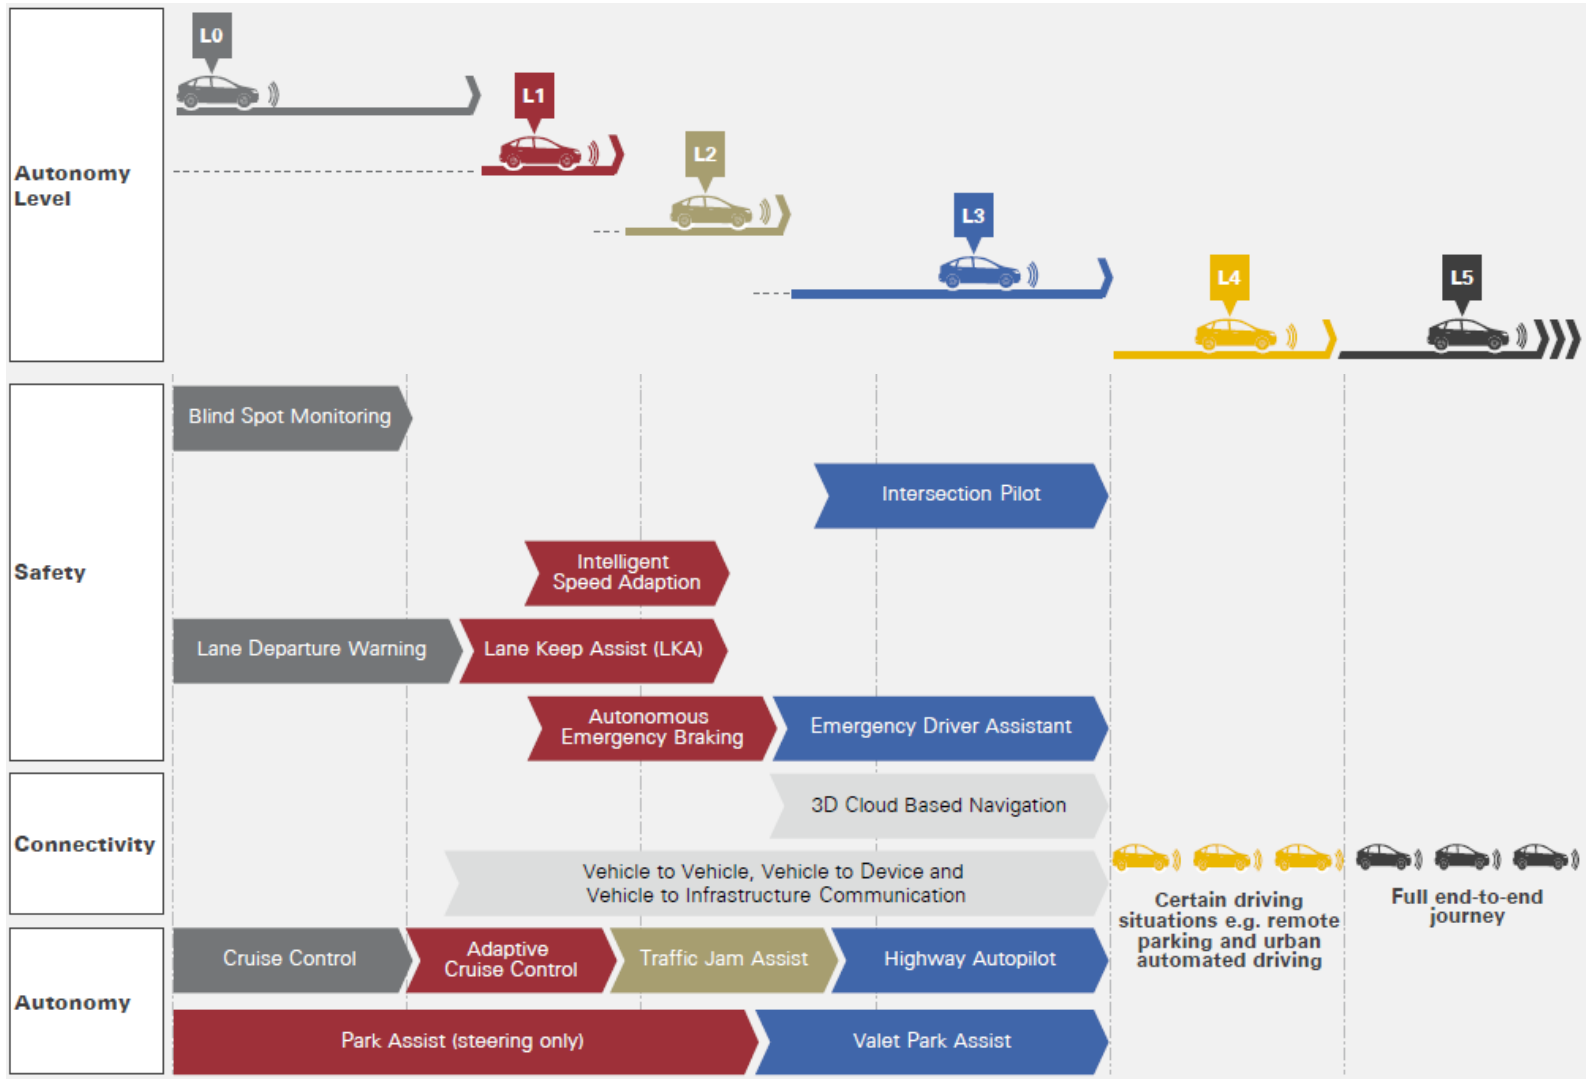 L0
L1
L2
L3
L4
L5
Autonomy
Level
Blind Spot Monitoring
Intersection Pilot
Safety
Intelligent
Speed Adaption
Lane Departure Warning
Lane Keep Assist (LKA)
Autonomous
Emergency Braking
Emergency Driver Assistant
Connectivity
3D Cloud Based Navigation
Vehicle to Vehicle, Vehicle to Device and
Vehicle to Infrastructure Communication
Certain driving
situations e.g. remote
parking and urban
automated driving
Full end-to-end
journey
Autonomy
Cruise Control
Adaptive
Cruise Control
Traffic Jam Assist
Highway Autopilot
Park Assist (steering only)
Valet Park Assist